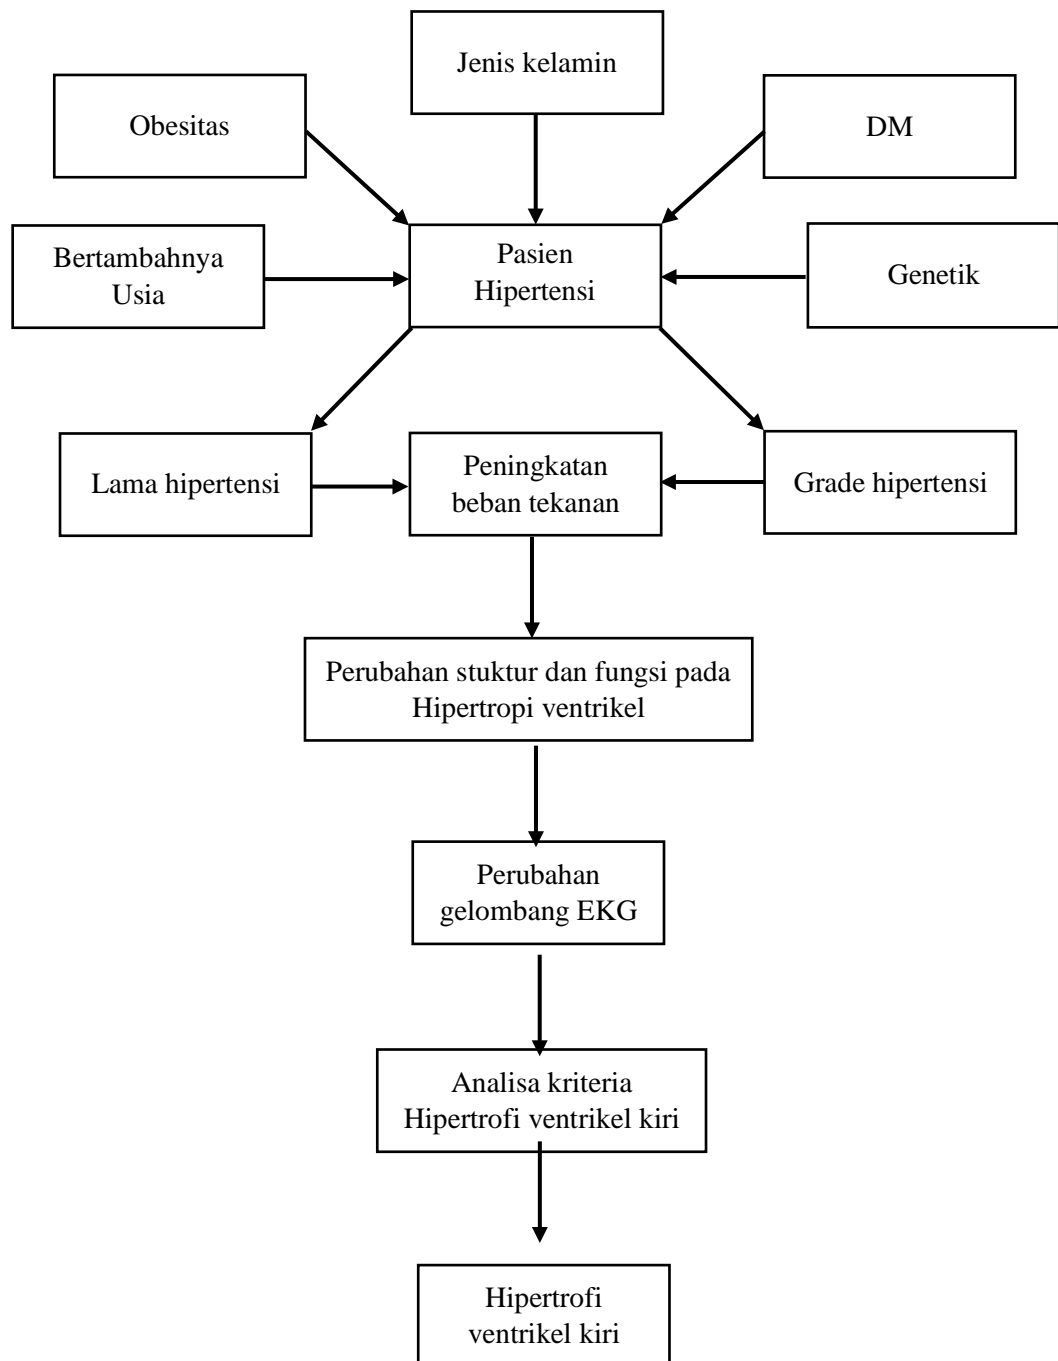 Jenis kelamin
Obesitas
DM
Bertambahnya
Usia
Pasien
Hipertensi
Genetik
Lama hipertensi
Peningkatan
beban tekanan
Grade hipertensi
Perubahan stuktur dan fungsi pada
Hipertropi ventrikel
Perubahan
gelombang EKG
Analisa kriteria
Hipertrofi ventrikel kiri
Hipertrofi
ventrikel kiri